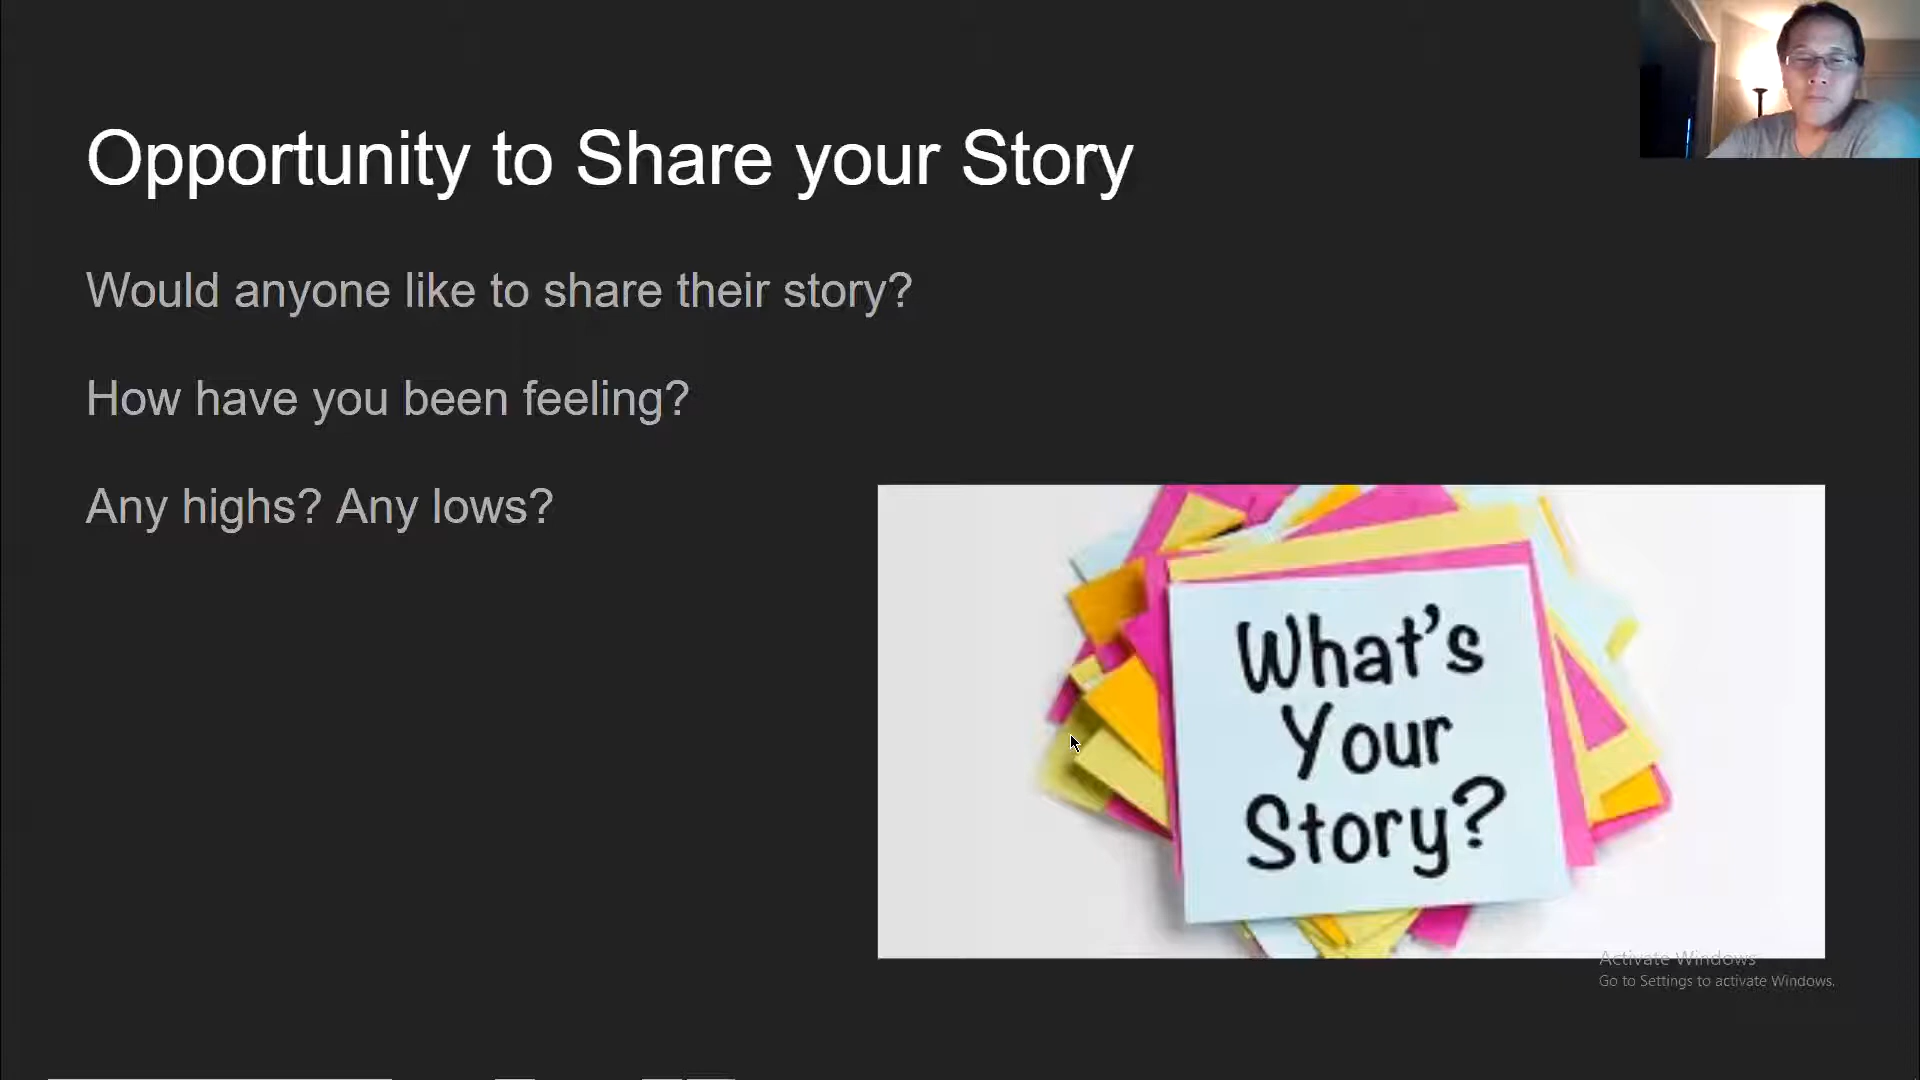 Opportunity to Share your Story
Would anyone like to share their story?
How have you been feeling?
Any highs? Any lows?
What's
Your
Story?
Activate Windows
Go to Settings to activate Windows.